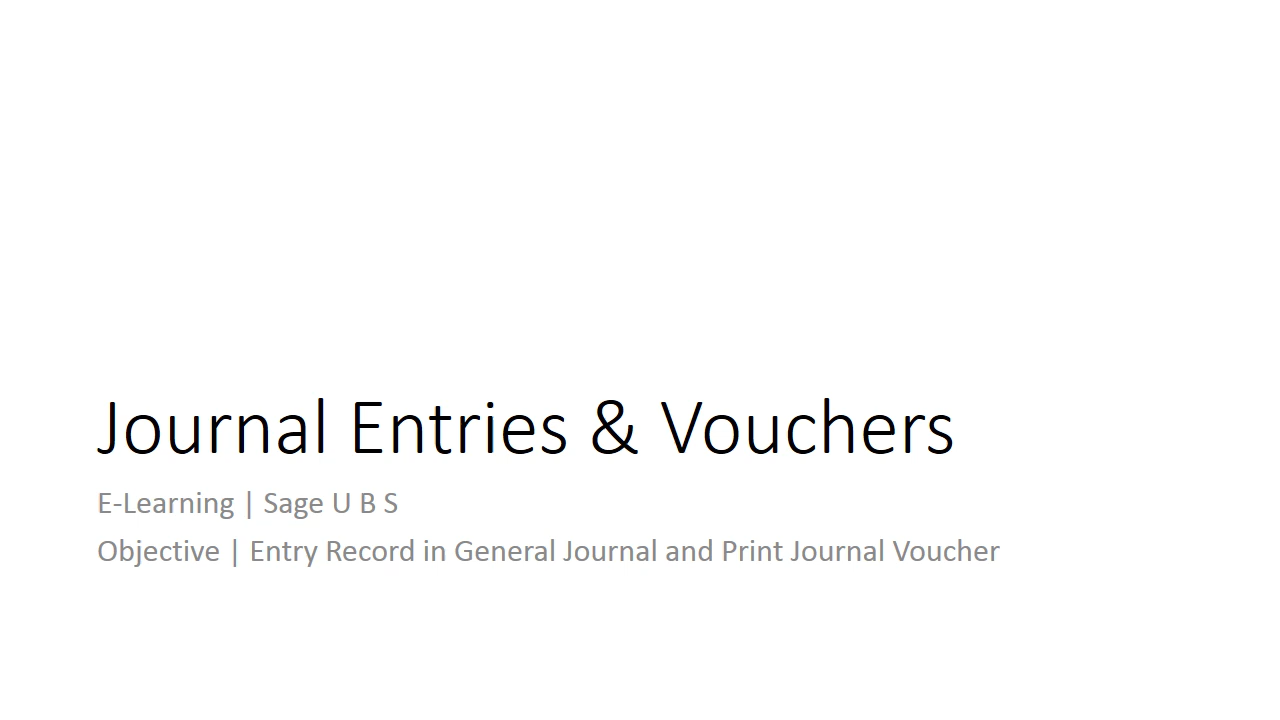 Journal Entries & Vouchers
E-Learning | Sage U B S
Objective | Entry Record in General Journal and Print Journal Voucher